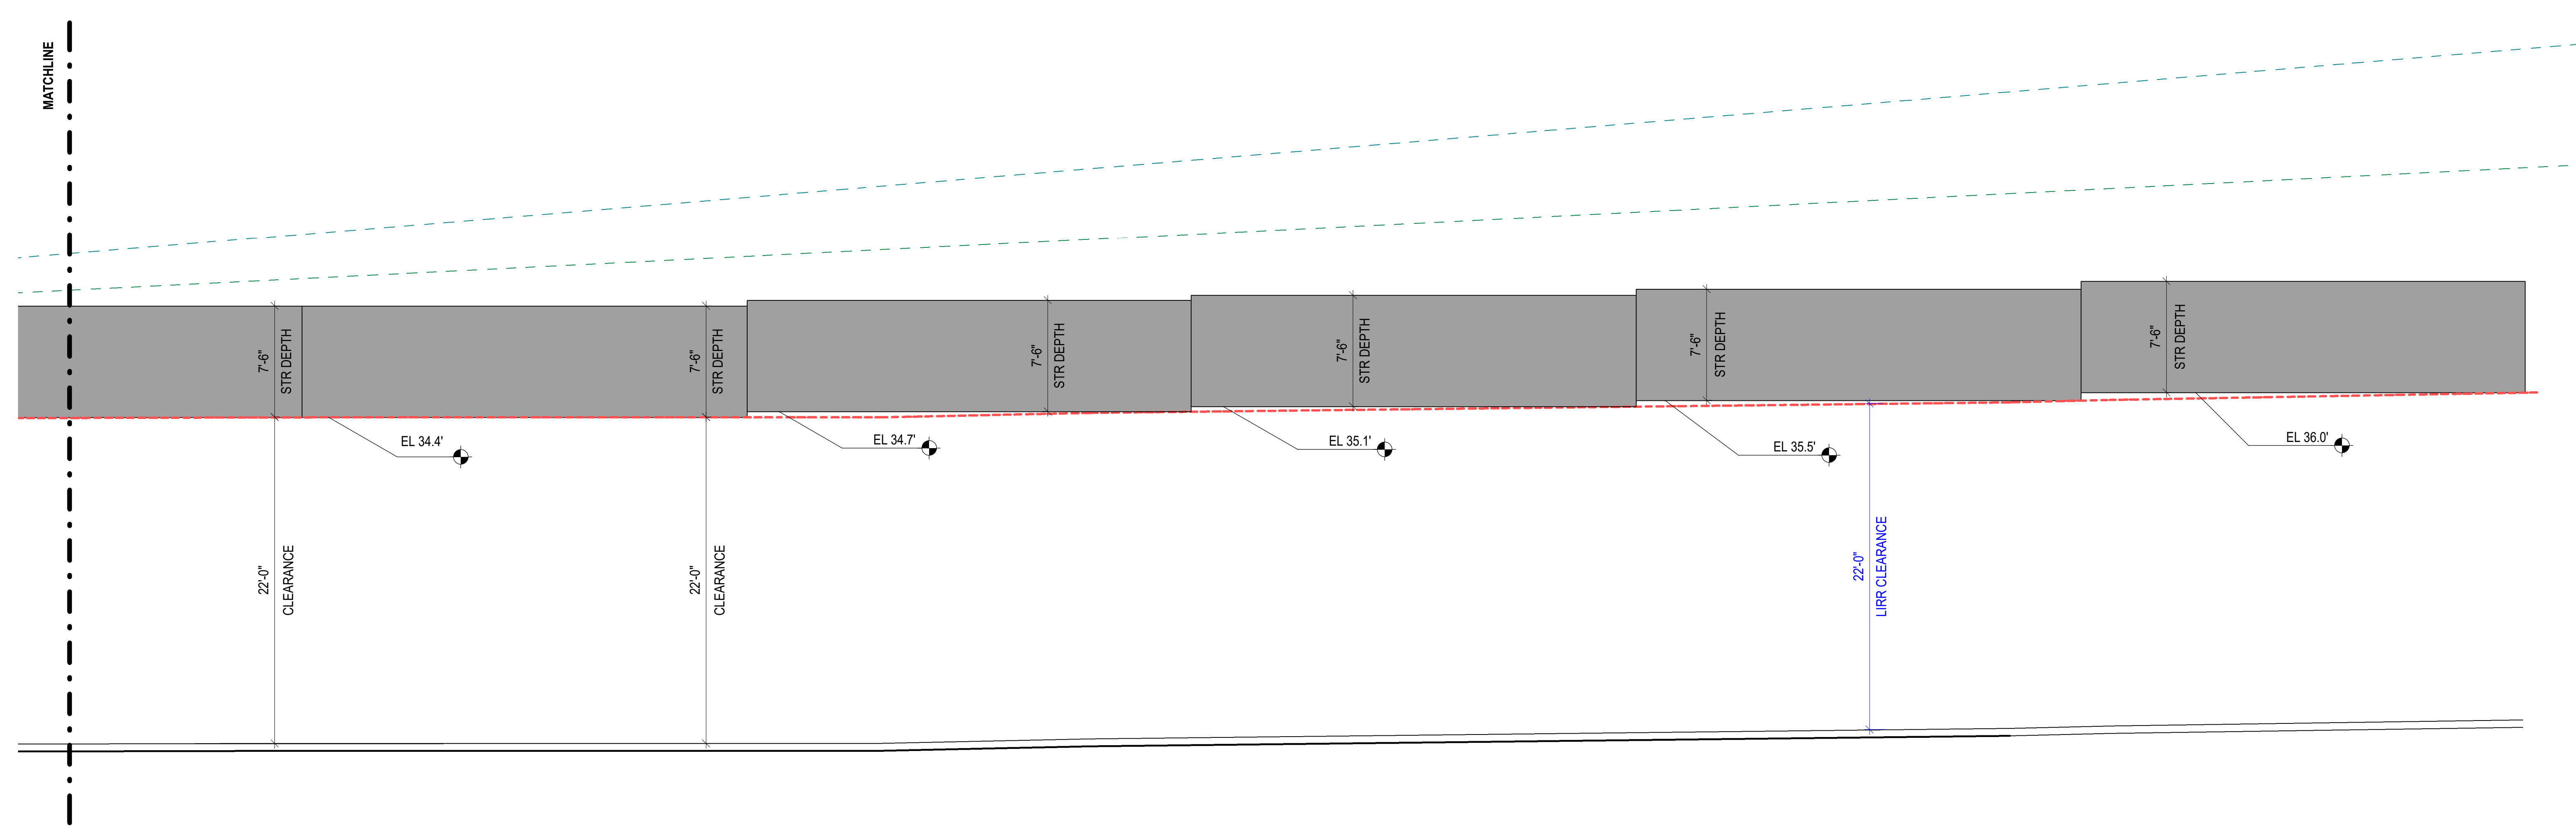 MATCHLINE
7'-6"
STR DEPTH
7'-6"
STR DEPTH
7'-6"
STR DEPTH
7'-6"
STR DEPTH
7'-6"
STR DEPTH
7'-6"
STR DEPTH
EL 34.4'
EL 34.7'
EL 35.1'
EL 35.5'
EL 36.0'
22'-0"
CLEARANCE
22'-0"
CLEARANCE
22'-0"
LIRR CLEARANCE